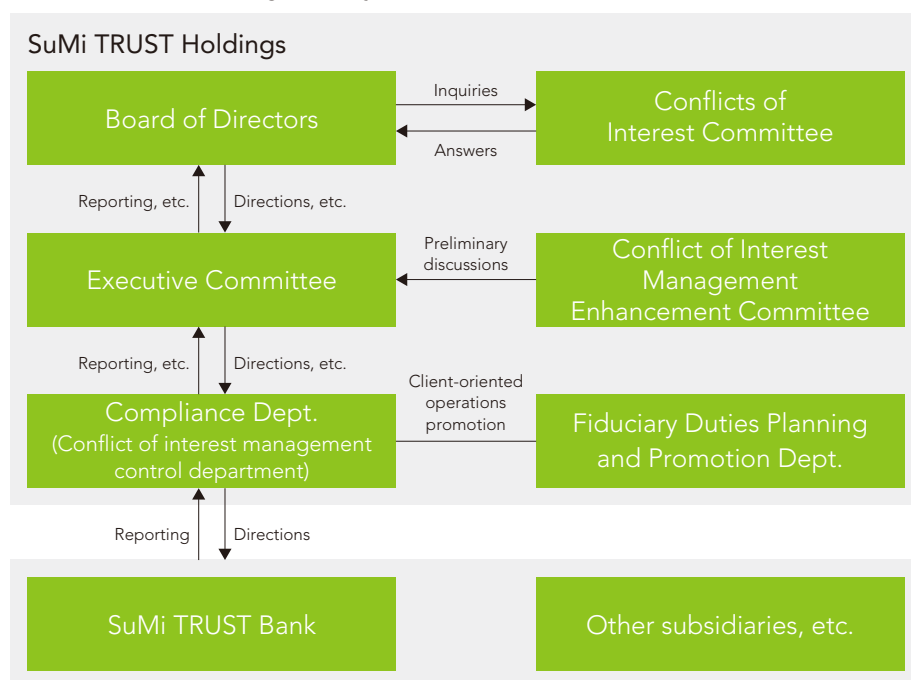 SuMi TRUST Holdings
Board of Directors
Inquiries
Answers
Conflicts of
Interest Committee
Reporting, etc.
Directions, etc.
Executive Committee
Preliminary
discussions
Conflict of Interest
Management
Enhancement Committee
Reporting, etc.
Directions, etc.
Compliance Dept.
(Conflict of interest management
control department)
Client-oriented
operations
promotion
Fiduciary Duties Planning
and Promotion Dept.
Reporting
Directions
SuMi TRUST Bank
Other subsidiaries, etc.